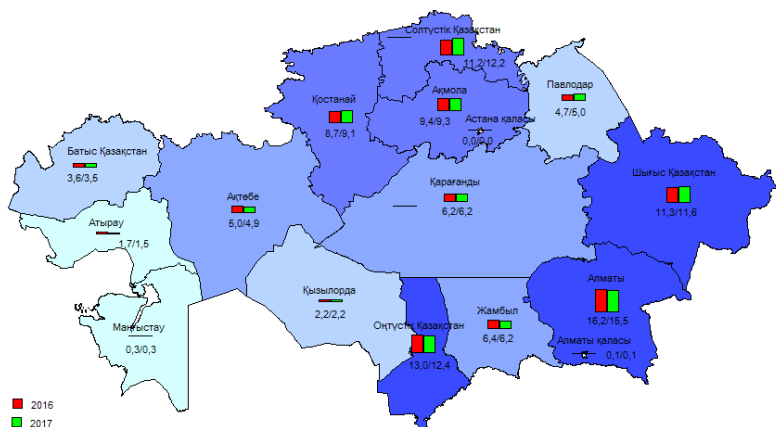 Солтүстік Қазақстан
11,2/12,2
Ақмола
9,4/9,3
Павлодар
4,7/5,0
Қостанай
8,7/9,1
Астана қаласы
0,0/0,0
Батыс Қазақстан
3,6/3,5
Ақтөбе
5,0/4,9
Қарағанды
6,2/6,2
Шығыс Қазақстан
11,3/11,6
Атырау
1,7/1,5
Қызылорда
2,2/2,2
Алматы
16,2/15,5
Маңғыстау
0,3/0,3
Оңтүстік Қазақстан
13,0/12,4
Жамбыл
6,4/6,2
Алматы қаласы
0,1/0,1
2016
2017